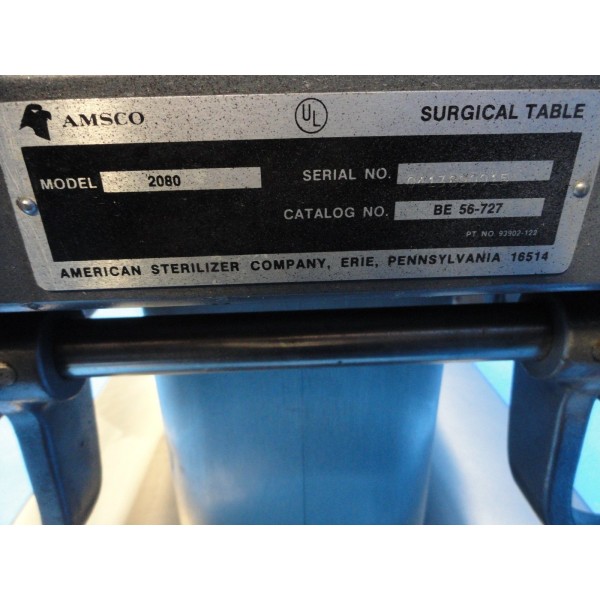 AMSCO
UL
SURGICAL TABLE
MODEL 2080
SERIAL NO.
CATALOG NO. BE 56-727
PT. NO. 93902-122
AMERICAN STERILIZER COMPANY, ERIE, PENNSYLVANIA 16514